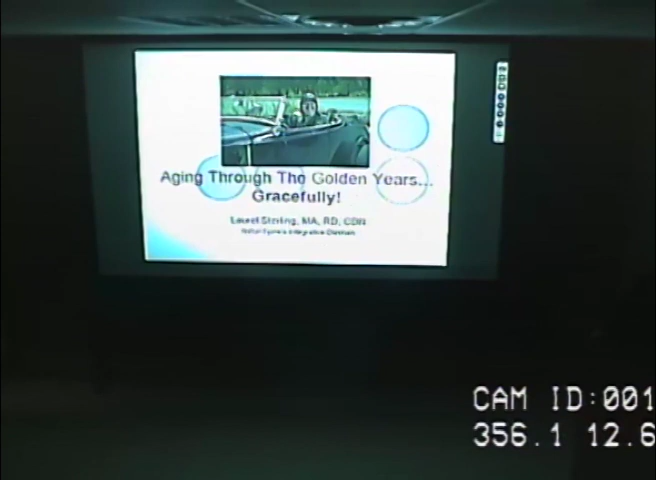 Aging Through The Golden Years...
Gracefully!
Laurel Sterling, MA, RD, CDN
CAM ID:001
356.1 12.6